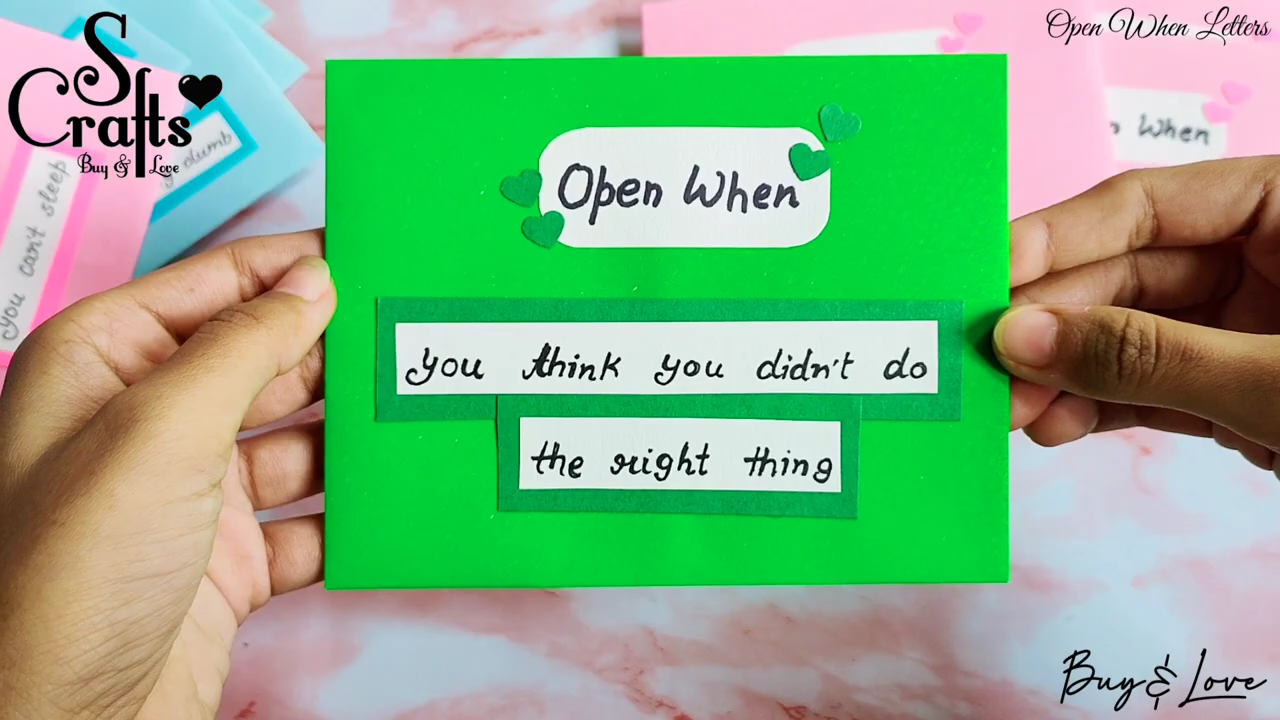 S
Crafts
Buy & Love
Open When Letters
When
you can't sleep
dumb
Open When
you think you didn't do
the right thing
Buy & Love